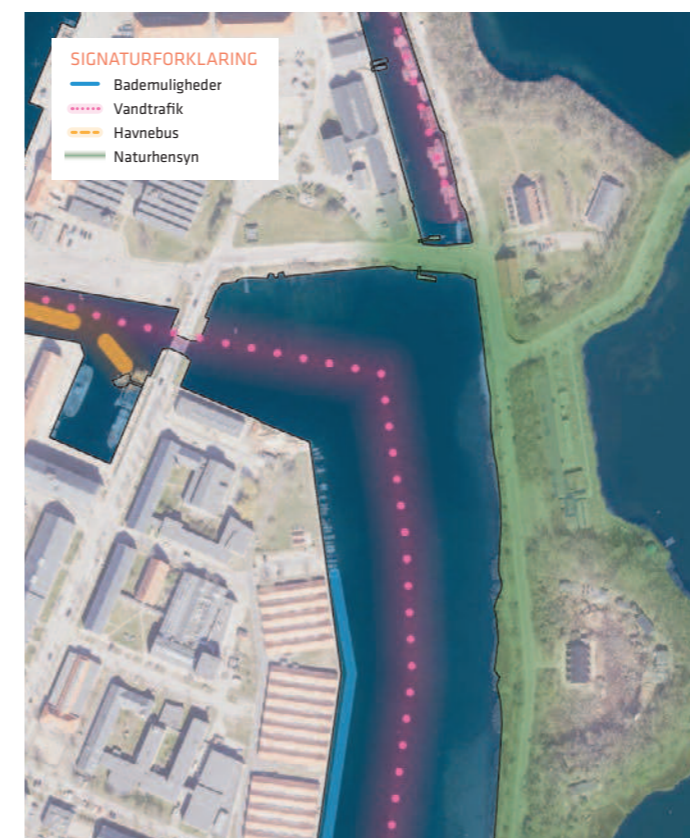 SIGNATURFORKLARING
Bademuligheder
Vandtrafik
Havnebus
Naturhensyn